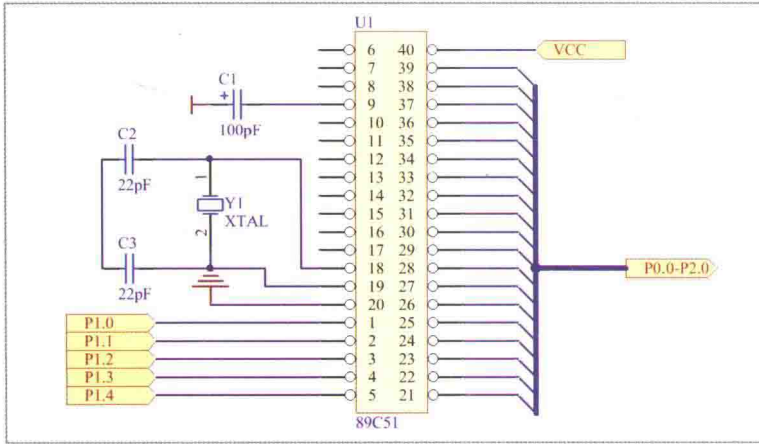 U1
6 40
VCC
7 39
8 38
C1
+
9 37
100pF
10 36
11 35
C2
12 34
22pF
1
13 33
14 32
Y1
15 31
XTAL
2
16 30
C3
17 29
18 28
P0.0-P2.0
22pF
19 27
20 26
P1.0
1 25
P1.1
2 24
P1.2
3 23
P1.3
4 22
P1.4
5 21
89C51